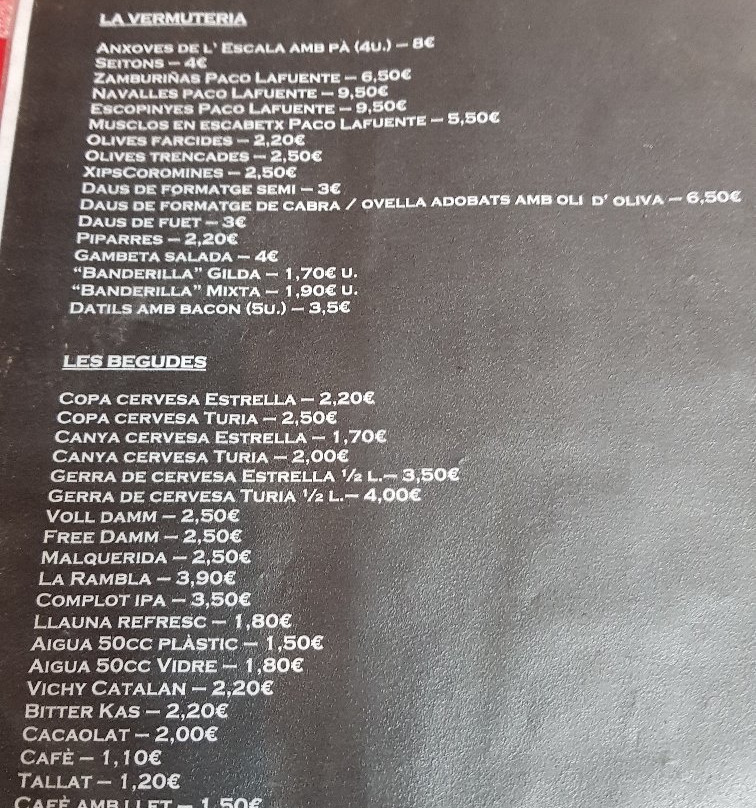 LA VERMUTERIA
ANXOVES DE L' ESCALA AMB PÀ (4U.) – 8€
SEITONS – 4€
ZAMBURIÑAS PACO LAFUENTE – 6,50€
NAVALLES PACO LAFUENTE – 9,50€
ESCOPINYES PACO LAFUENTE – 9,50€
MUSCLOS EN ESCABETX PACO LAFUENTE – 5,50€
OLIVES FARCIDES – 2,20€
OLIVES TRENCADES – 2,50€
XIPSCOROMINES – 2,50€
DAUS DE FORMATGE SEMI – 3€
DAUS DE FORMATGE DE CABRA / OVELLA ADOBATS AMB OLI D' OLIVA – 6,50€
DAUS DE FUET – 3€
PIPARRES – 2,20€
GAMBETA SALADA – 4€
“BANDERILLA” GILDA – 1,70€ U.
“BANDERILLA” MIXTA – 1,90€ U.
DATILS AMB BACON (5U.) – 3,5€
LES BEGUDES
COPA CERVESA ESTRELLA – 2,20€
COPA CERVESA TURIA – 2,50€
CANYA CERVESA ESTRELLA – 1,70€
CANYA CERVESA TURIA – 2,00€
GERRA DE CERVESA ESTRELLA ½ L.– 3,50€
GERRA DE CERVESA TURIA ½ L.– 4,00€
VOLL DAMM – 2,50€
FREE DAMM – 2,50€
MALQUERIDA – 2,50€
LA RAMBLA – 3,90€
COMPLOT IPA – 3,50€
LLAUNA REFRESC – 1,80€
AIGUA 50CC PLÀSTIC – 1,50€
AIGUA 50CC VIDRE – 1,80€
VICHY CATALAN – 2,20€
BITTER KAS – 2,20€
CACAOLAT – 2,00€
CAFÈ – 1,10€
TALLAT – 1,20€
CAFÈ AMB LLET – 1,50€